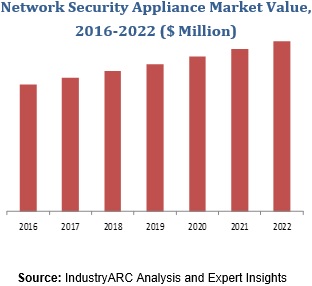 Network Security Appliance Market Value,
2016-2022 ($ Million)
2016 2017 2018 2019 2020 2021 2022
Source: IndustryARC Analysis and Expert Insights